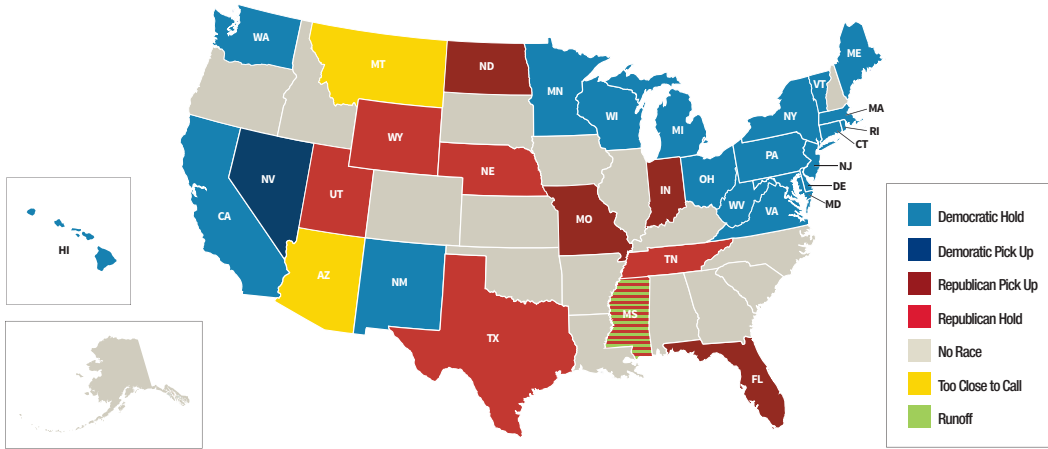 WA
MT
ND
MN
WI
MI
ME
VT
NY
MA
RI
CT
WY
NE
IN
OH
PA
NJ
DE
MD
NV
UT
CA
MO
WV
VA
HI
AZ
NM
TN
MS
TX
FL
Democratic Hold
Demoratic Pick Up
Republican Pick Up
Republican Hold
No Race
Too Close to Call
Runoff